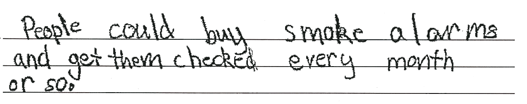 People could buy smoke alarms
and get them checked every month
or so.